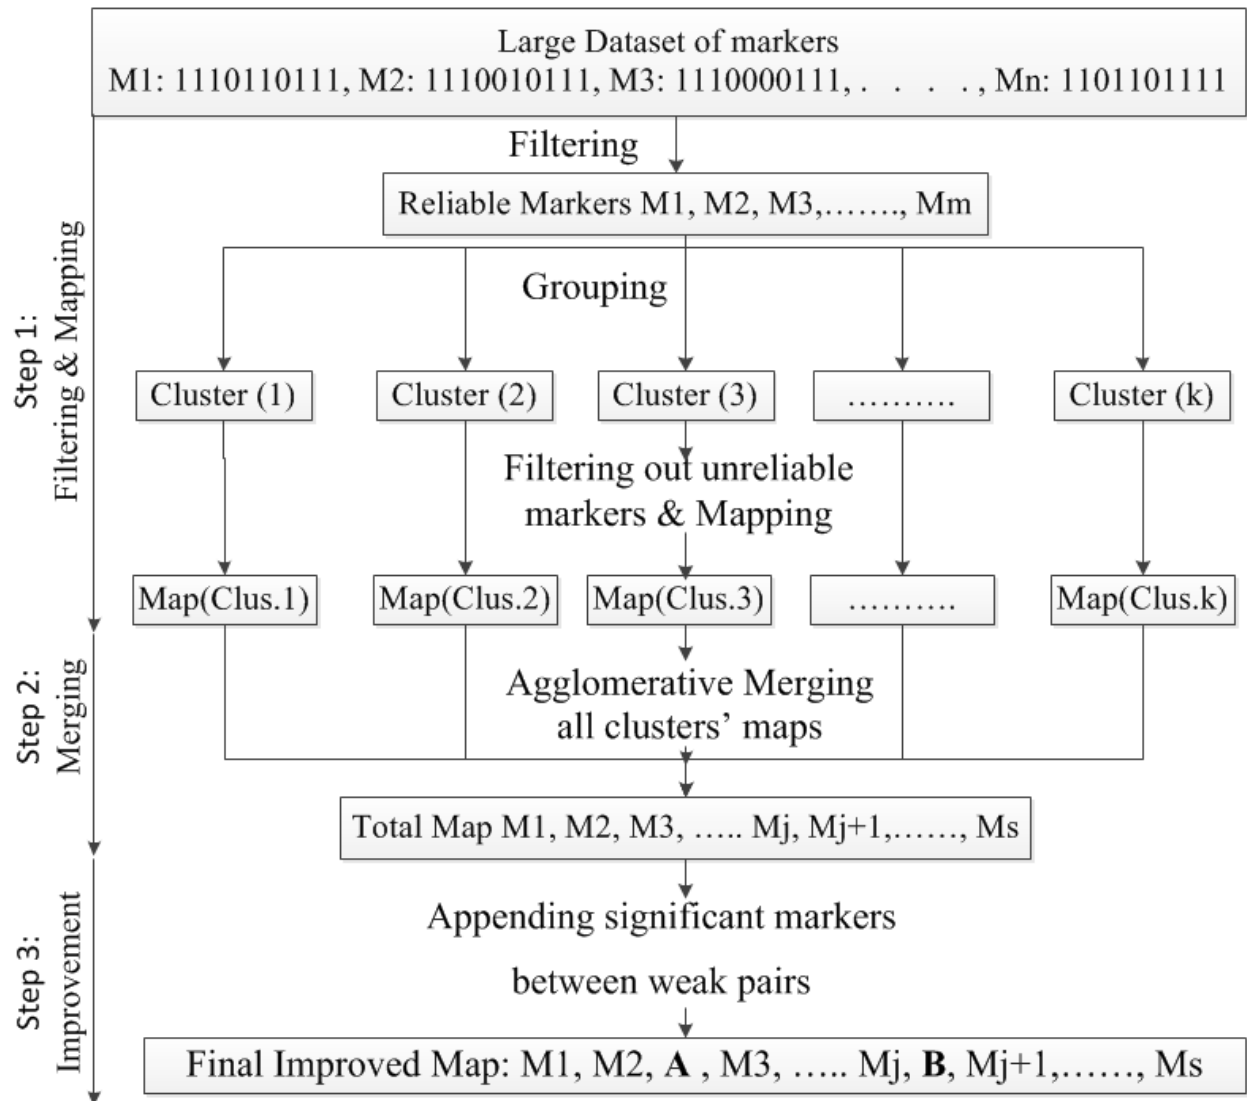 Large Dataset of markers
M1: 1110110111, M2: 1110010111, M3: 1110000111, . . . . , Mn: 1101101111
Filtering
Reliable Markers M1, M2, M3,......., Mm
Grouping
Step 1:
Filtering & Mapping
Cluster (1)
Cluster (2)
Cluster (3)
..........
Cluster (k)
Filtering out unreliable
markers & Mapping
Map(Clus.1)
Map(Clus.2)
Map(Clus.3)
..........
Map(Clus.k)
Step 2:
Merging
Agglomerative Merging
all clusters’ maps
Total Map M1, M2, M3, ..... Mj, Mj+1,......, Ms
Step 3:
Improvement
Appending significant markers
between weak pairs
Final Improved Map: M1, M2, A , M3, ..... Mj, B, Mj+1,......, Ms